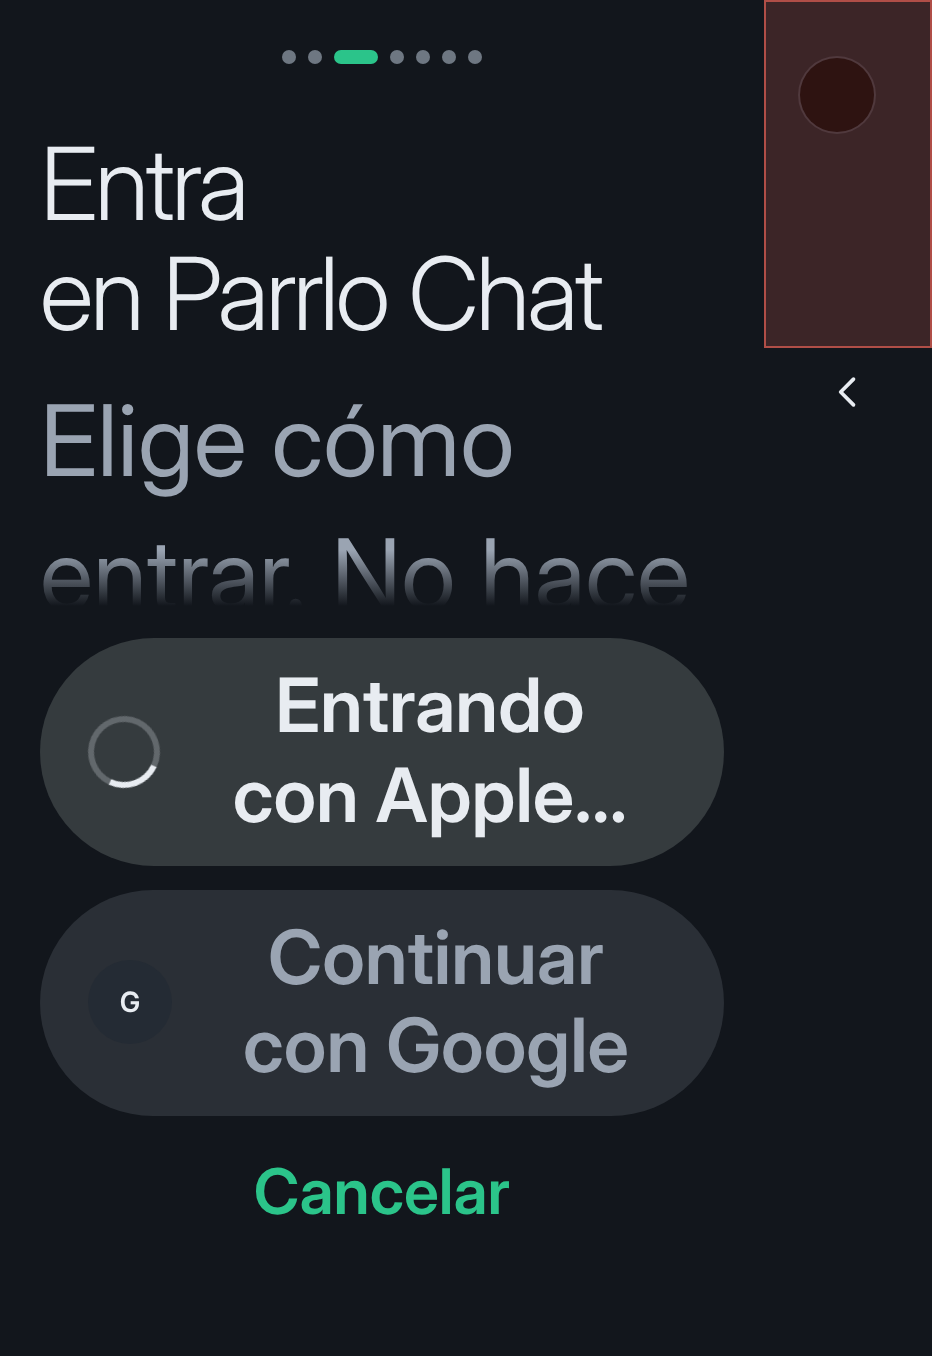 Entra
en Parrlo Chat
Elige cómo
entrar. No hace
Entrando
con Apple...
G
Continuar
con Google
Cancelar